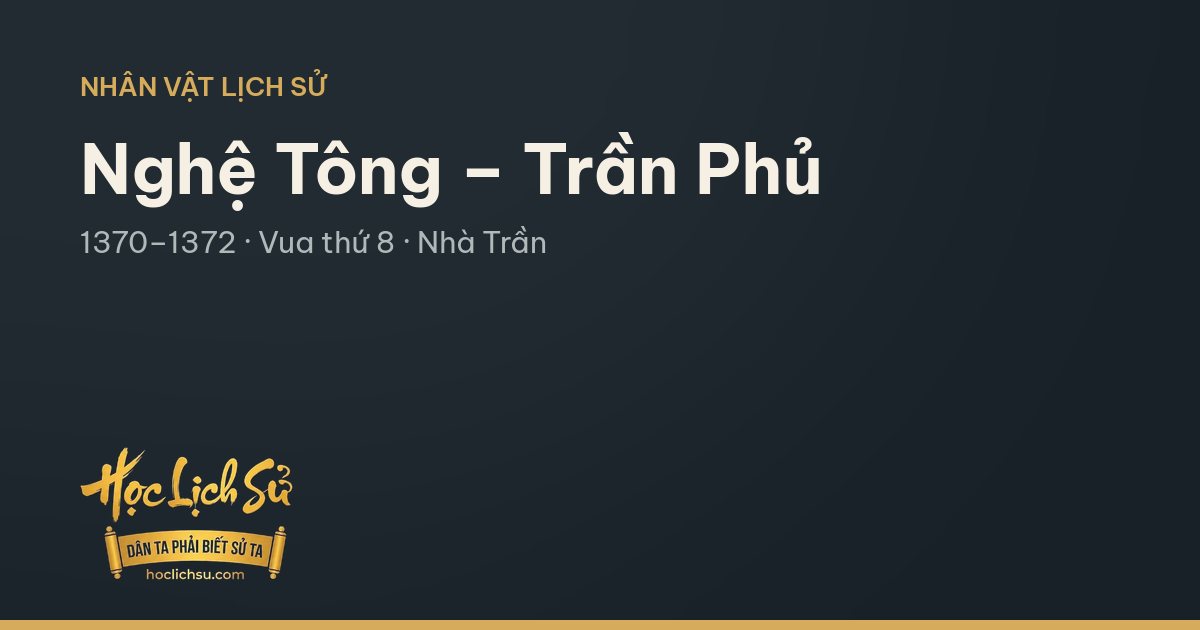 NHÂN VẬT LỊCH SỬ
Nghệ Tông – Trần Phủ
1370–1372 · Vua thứ 8 · Nhà Trần
Học Lịch Sử
DÂN TA PHẢI BIẾT SỬ TA
hoclichsu.com